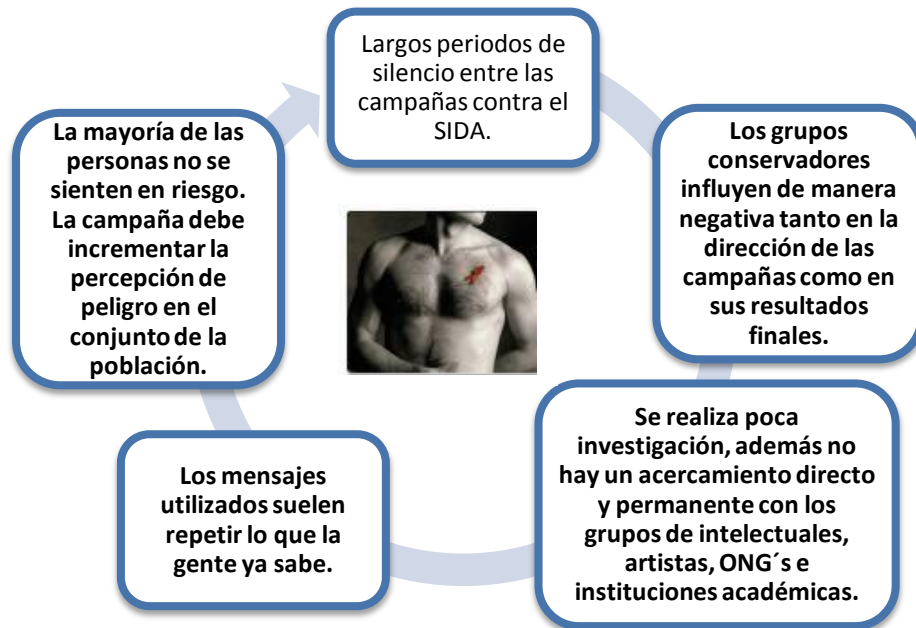 Largos periodos de
silencio entre las
campañas contra el
SIDA.
Los grupos
conservadores
influyen de manera
negativa tanto en la
dirección de las
campañas como en
sus resultados
finales.
Se realiza poca
investigación, además no
hay un acercamiento directo
y permanente con los
grupos de intelectuales,
artistas, ONG´s e
instituciones académicas.
Los mensajes
utilizados suelen
repetir lo que la
gente ya sabe.
La mayoría de las
personas no se
sienten en riesgo.
La campaña debe
incrementar la
percepción de
peligro en el
conjunto de la
población.